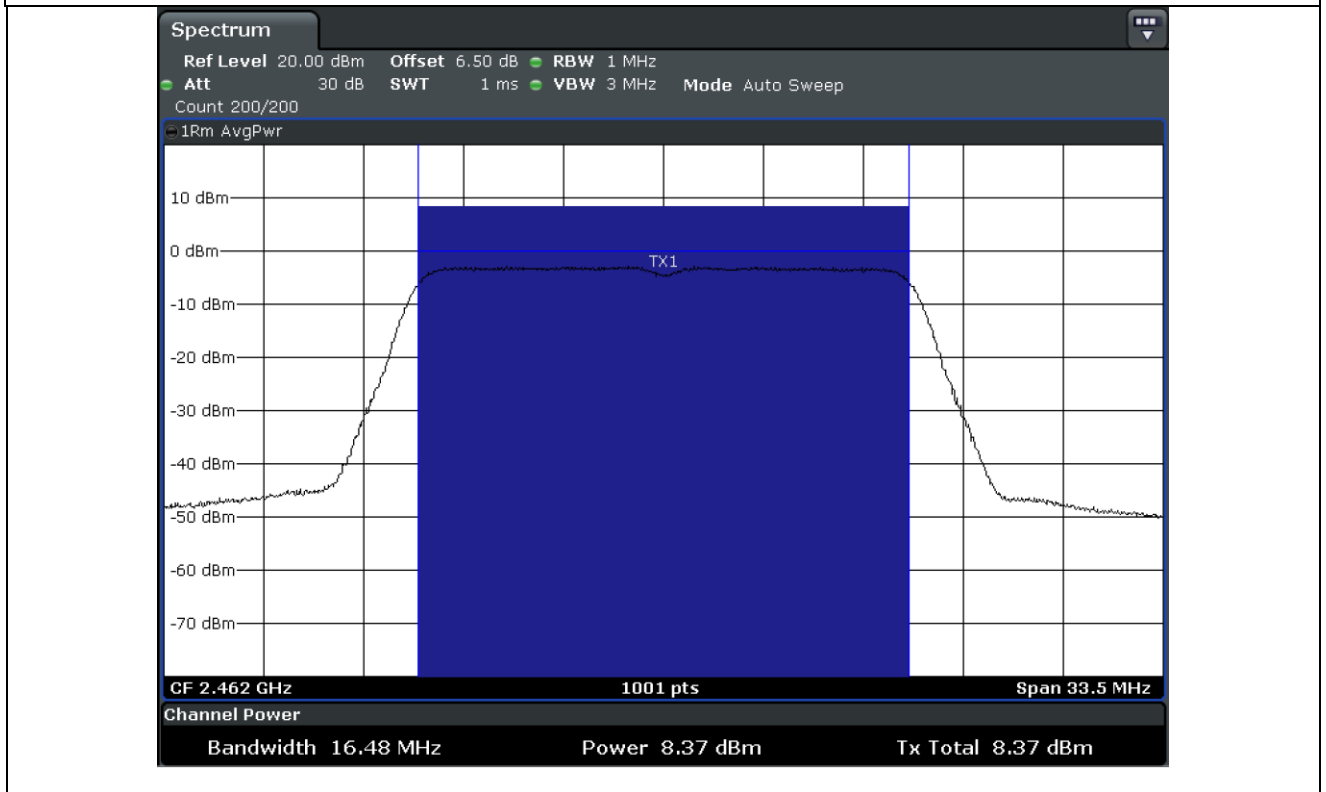 Spectrum
Ref Level 20.00 dBm Offset 6.50 dB RBW 1 MHz
Att 30 dB SWT 1 ms VBW 3 MHz Mode Auto Sweep
Count 200/200
1Rm AvgPwr
10 dBm
0 dBm
TX1
-10 dBm
-20 dBm
-30 dBm
-40 dBm
-50 dBm
-60 dBm
-70 dBm
CF 2.462 GHz 1001 pts Span 33.5 MHz
Channel Power
Bandwidth 16.48 MHz Power 8.37 dBm Tx Total 8.37 dBm